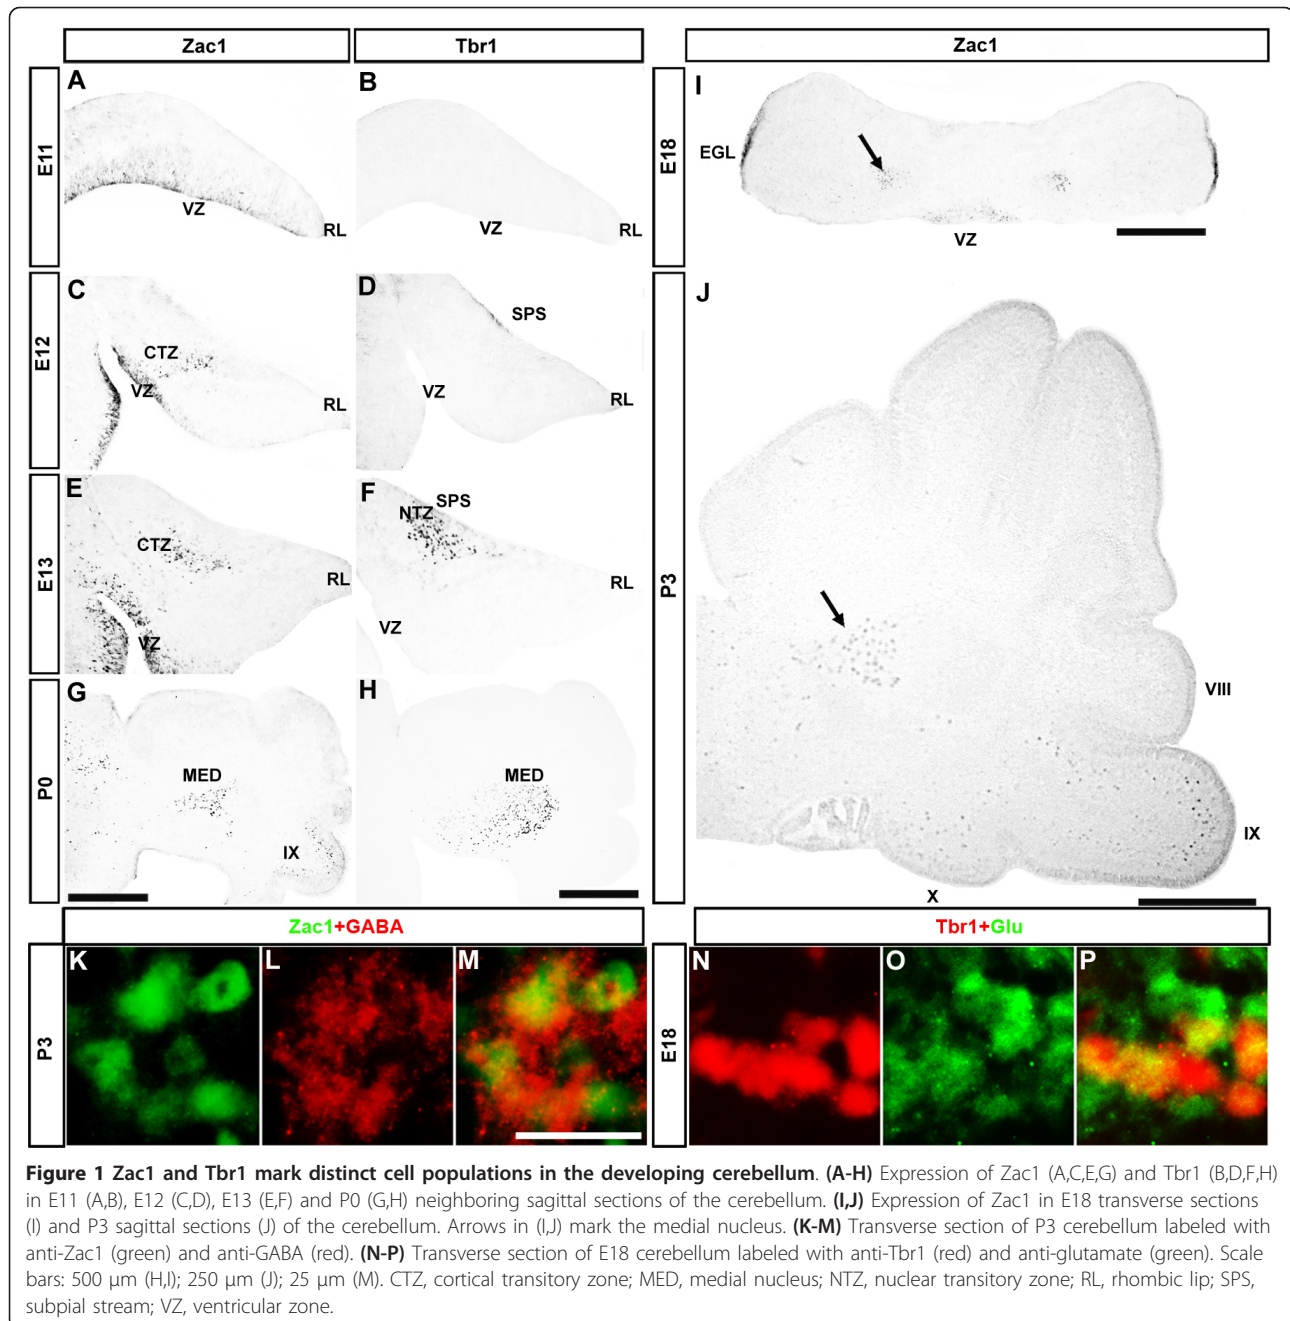 Zac1
Tbr1
Zac1
E11
A
VZ
RL
B
VZ
RL
E12
C
CTZ
VZ
RL
D
SPS
VZ
RL
E13
E
CTZ
VZ
RL
F
SPS
NTZ
VZ
RL
P0
G
MED
IX
H
MED
E18
I
EGL
VZ
P3
J
VIII
IX
X
Zac1+GABA
P3
K
L
M
Tbr1+Glu
E18
N
O
P
Figure 1 Zac1 and Tbr1 mark distinct cell populations in the developing cerebellum. (A-H) Expression of Zac1 (A,C,E,G) and Tbr1 (B,D,F,H)
in E11 (A,B), E12 (C,D), E13 (E,F) and P0 (G,H) neighboring sagittal sections of the cerebellum. (I,J) Expression of Zac1 in E18 transverse sections
(I) and P3 sagittal sections (J) of the cerebellum. Arrows in (I,J) mark the medial nucleus. (K-M) Transverse section of P3 cerebellum labeled with
anti-Zac1 (green) and anti-GABA (red). (N-P) Transverse section of E18 cerebellum labeled with anti-Tbr1 (red) and anti-glutamate (green). Scale
bars: 500 μm (H,I); 250 μm (J); 25 μm (M). CTZ, cortical transitory zone; MED, medial nucleus; NTZ, nuclear transitory zone; RL, rhombic lip; SPS,
subpial stream; VZ, ventricular zone.